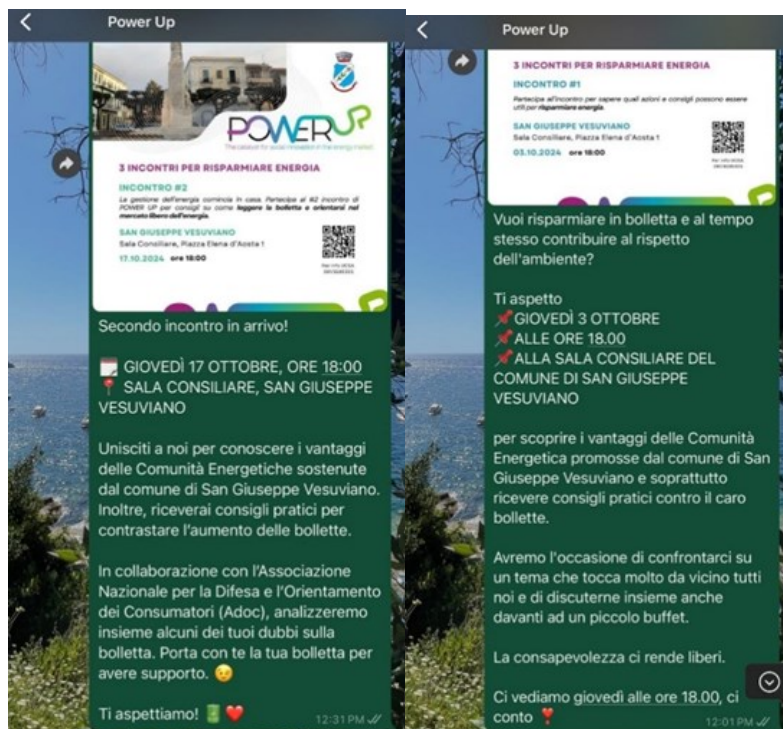 Power Up
POWERUP
The catalyst for social innovation in the energy market
3 INCONTRI PER RISPARMIARE ENERGIA
INCONTRO #2
La gestione dell'energia comincia in casa. Partecipa al #2 incontro di
POWER UP per consigli su come leggere la bolletta e orientarsi nel
mercato libero dell'energia.
SAN GIUSEPPE VESUVIANO
Sala Consiliare, Piazza Elena d'Aosta 1
17.10.2024 ore 18:00
Secondo incontro in arrivo!
GIOVEDÌ 17 OTTOBRE, ORE 18:00
SALA CONSILIARE, SAN GIUSEPPE
VESUVIANO
Unisciti a noi per conoscere i vantaggi
delle Comunità Energetiche sostenute
dal comune di San Giuseppe Vesuviano.
Inoltre, riceverai consigli pratici per
contrastare l'aumento delle bollette.
In collaborazione con l'Associazione
Nazionale per la Difesa e l'Orientamento
dei Consumatori (Adoc), analizzeremo
insieme alcuni dei tuoi dubbi sulla
bolletta. Porta con te la tua bolletta per
avere supporto. 😉
Ti aspettiamo! 🔋❤️
12:31 PM
Power Up
3 INCONTRI PER RISPARMIARE ENERGIA
INCONTRO #1
Partecipa all'incontro per sapere quali azioni e consigli possono essere
utili per risparmiare energia.
SAN GIUSEPPE VESUVIANO
Sala Consiliare, Piazza Elena d'Aosta 1
03.10.2024 ore 18:00
Vuoi risparmiare in bolletta e al tempo
stesso contribuire al rispetto
dell'ambiente?
Ti aspetto
📌GIOVEDÌ 3 OTTOBRE
📌ALLE ORE 18.00
📌ALLA SALA CONSILIARE DEL
COMUNE DI SAN GIUSEPPE
VESUVIANO
per scoprire i vantaggi delle Comunità
Energetica promosse dal comune di San
Giuseppe Vesuviano e soprattutto
ricevere consigli pratici contro il caro
bollette.
Avremo l'occasione di confrontarci su
un tema che tocca molto da vicino tutti
noi e di discuterne insieme anche
davanti ad un piccolo buffet.
La consapevolezza ci rende liberi.
Ci vediamo giovedì alle ore 18.00, ci
conto ❣️
12:01 PM